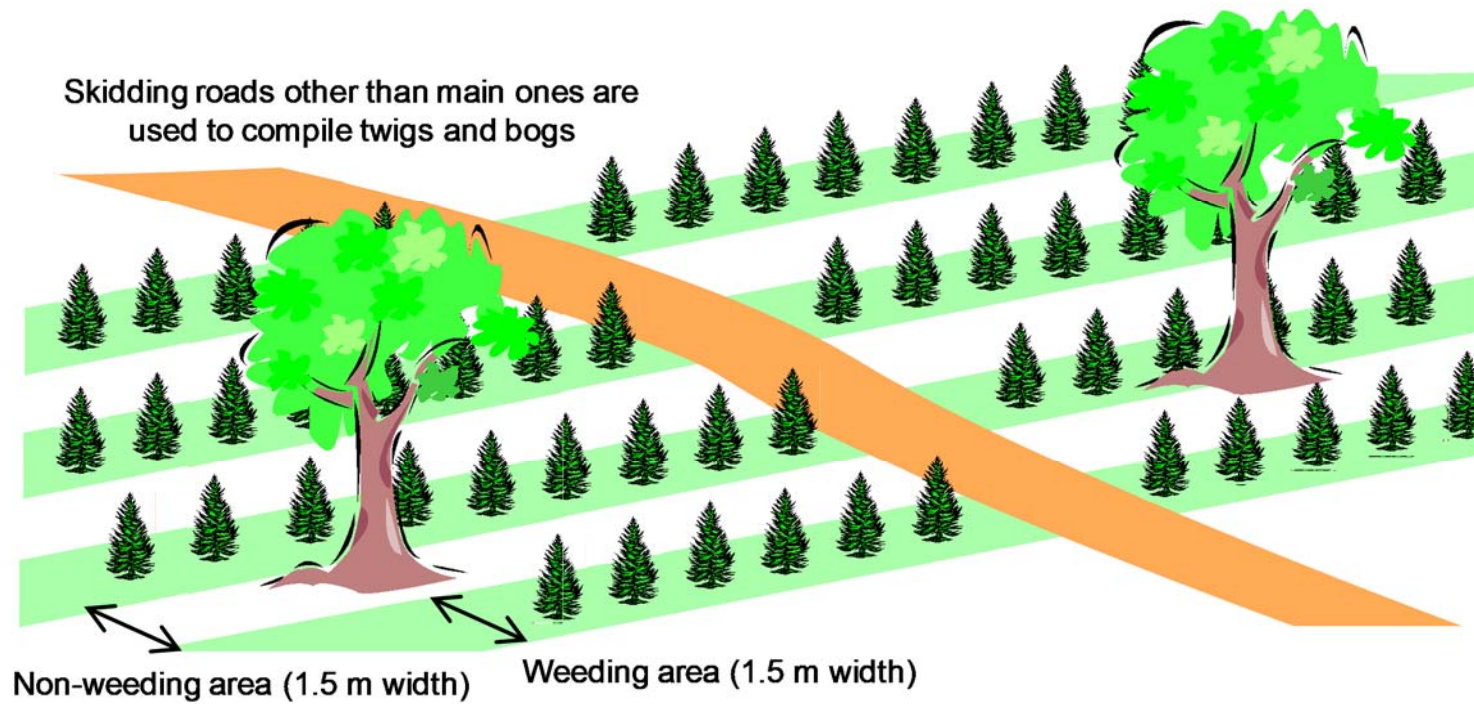 Skidding roads other than main ones are
used to compile twigs and bogs
Non-weeding area (1.5 m width)
Weeding area (1.5 m width)